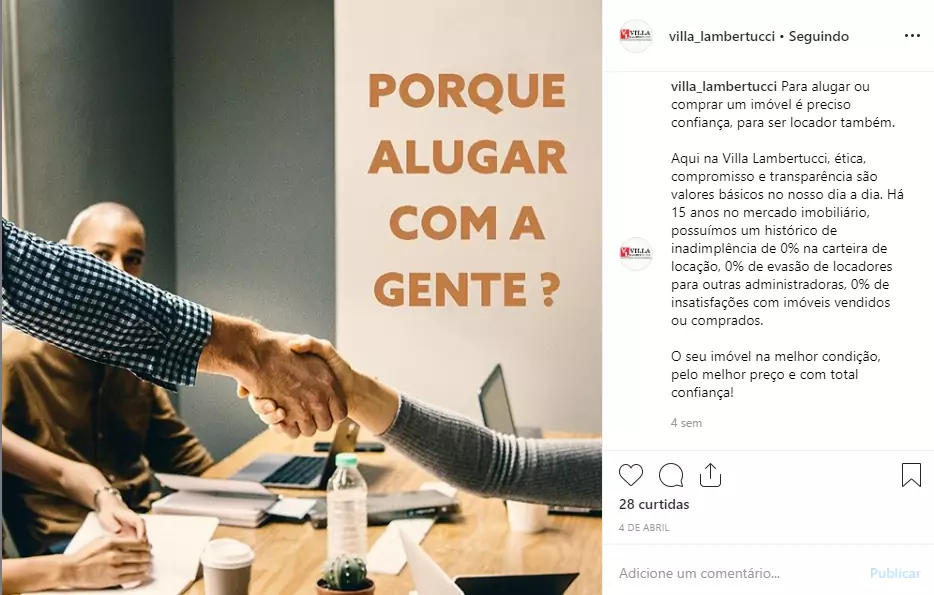 PORQUE
ALUGAR
COM A
GENTE ?
VILLA
villa_lambertucci • Seguindo
villa_lambertucci Para alugar ou
comprar um imóvel é preciso
confiança, para ser locador também.
Aqui na Villa Lambertucci, ética,
compromisso e transparência são
valores básicos no nosso dia a dia. Há
15 anos no mercado imobiliário,
possuímos um histórico de
inadimplência de 0% na carteira de
locação, 0% de evasão de locadores
para outras administradoras, 0% de
insatisfações com imóveis vendidos
ou comprados.
VILLA
O seu imóvel na melhor condição,
pelo melhor preço e com total
confiança!
4 sem
28 curtidas
4 DE ABRIL
Adicione um comentário...
Publicar